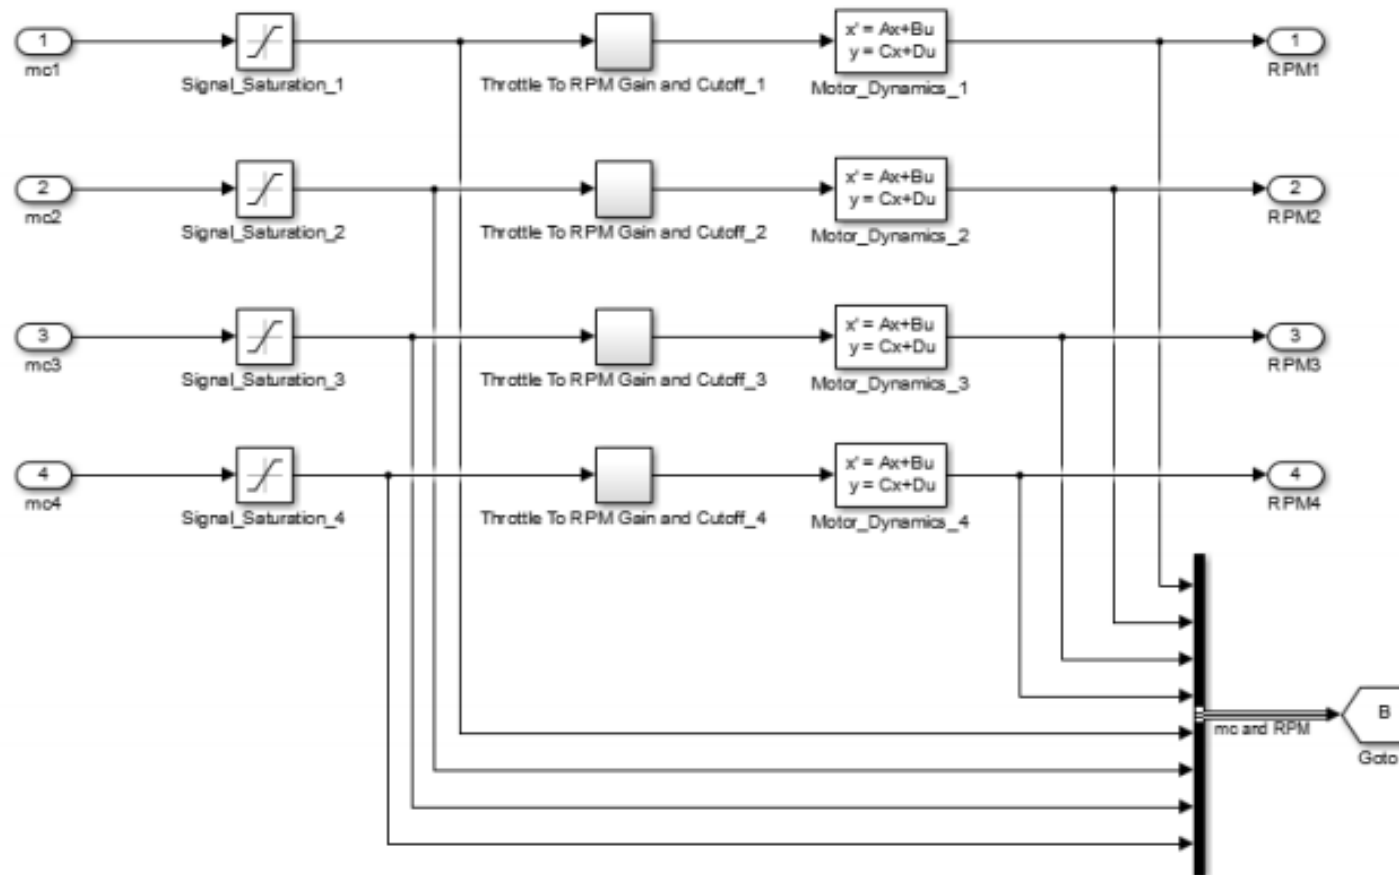 1
mc1
Signal_Saturation_1
Throttle To RPM Gain and Cutoff_1
x' = Ax+Bu
y = Cx+Du
Motor_Dynamics_1
1
RPM1
2
mc2
Signal_Saturation_2
Throttle To RPM Gain and Cutoff_2
x' = Ax+Bu
y = Cx+Du
Motor_Dynamics_2
2
RPM2
3
mc3
Signal_Saturation_3
Throttle To RPM Gain and Cutoff_3
x' = Ax+Bu
y = Cx+Du
Motor_Dynamics_3
3
RPM3
4
mc4
Signal_Saturation_4
Throttle To RPM Gain and Cutoff_4
x' = Ax+Bu
y = Cx+Du
Motor_Dynamics_4
4
RPM4
mc and RPM
B
Goto